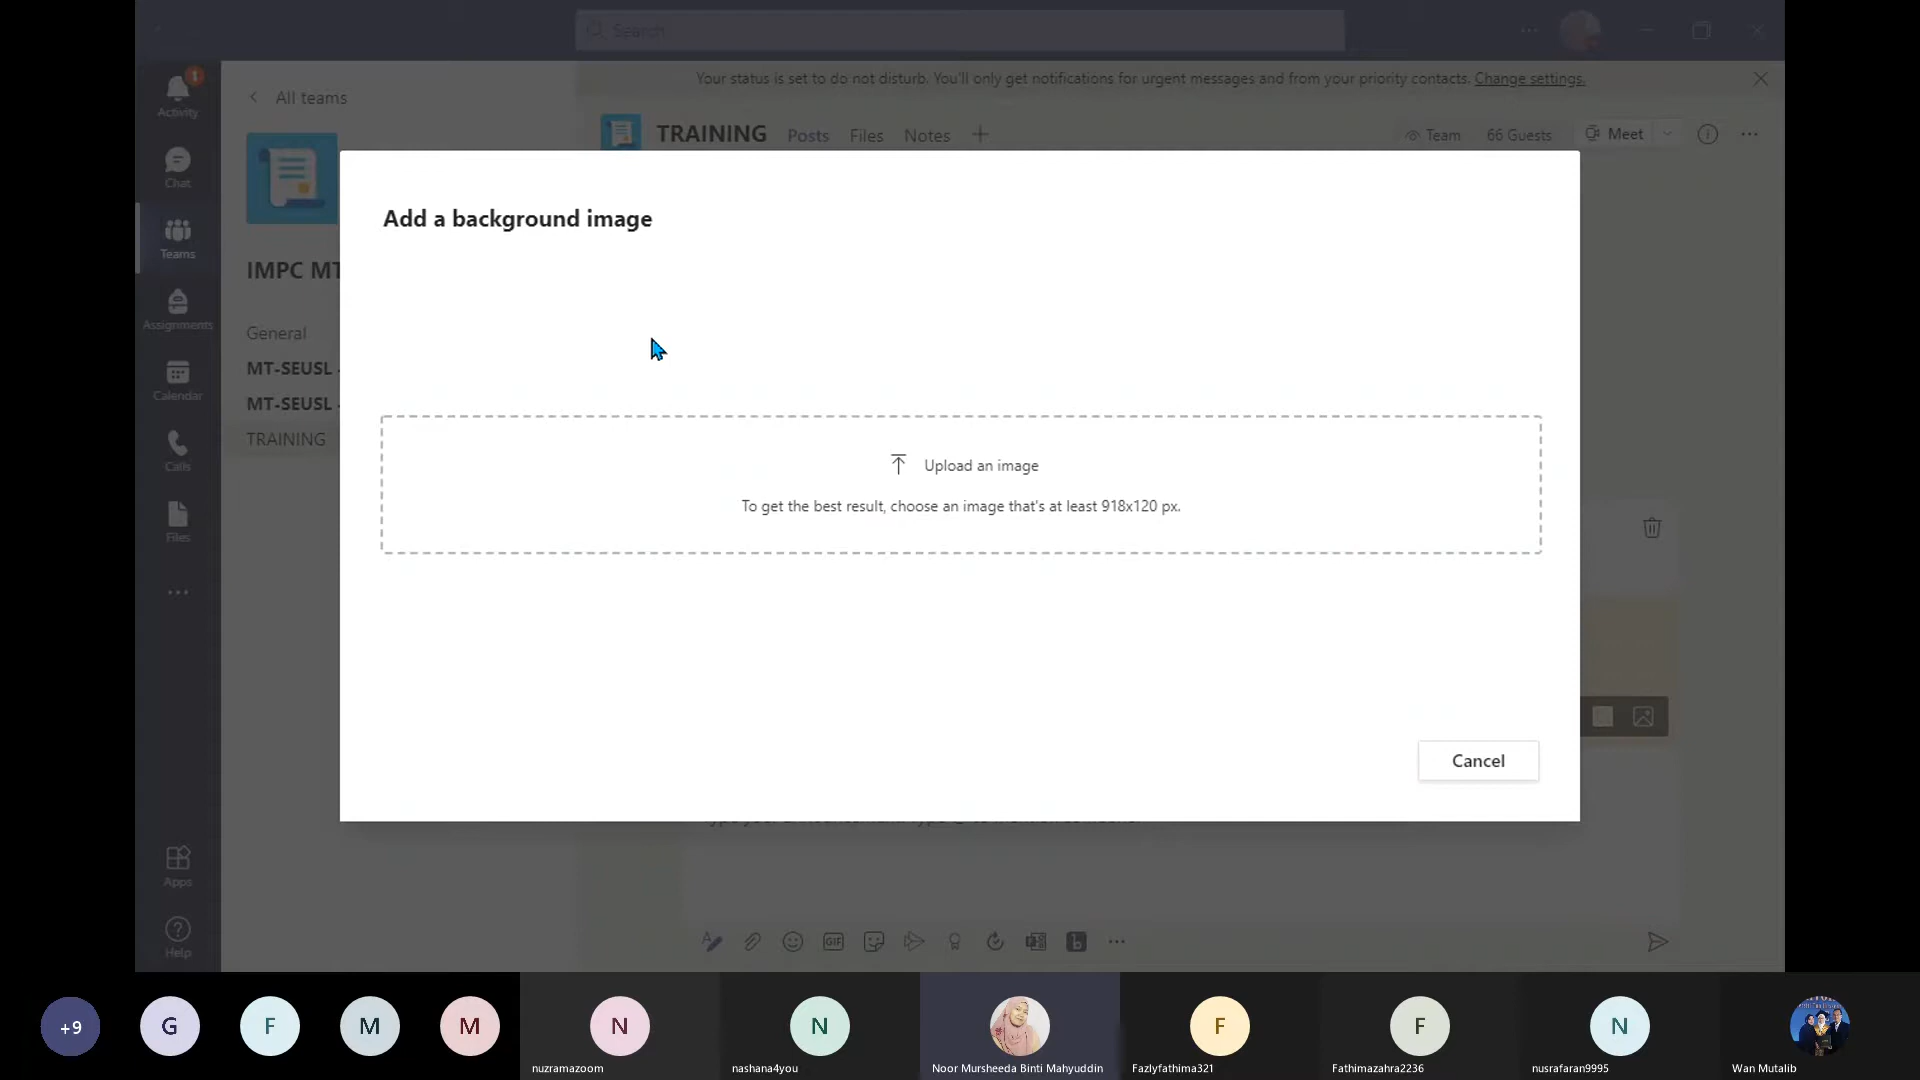 Search
Your status is set to do not disturb. You'll only get notifications for urgent messages and from your priority contacts. Change settings.
1
Activity
Chat
Teams
Assignments
Calendar
Calls
Files
Apps
Help
All teams
IMPC MT
General
MT-SEUSL -
MT-SEUSL -
TRAINING
TRAINING
Posts
Files
Notes
Team
66 Guests
Meet
Add a background image
Upload an image
To get the best result, choose an image that's at least 918x120 px.
Cancel
GIF
b
+9
G
F
M
M
N
nuzramazoom
N
nashana4you
Noor Mursheeda Binti Mahyuddin
F
Fazlyfathima321
F
Fathimazahra2236
N
nusrafaran9995
Wan Mutalib